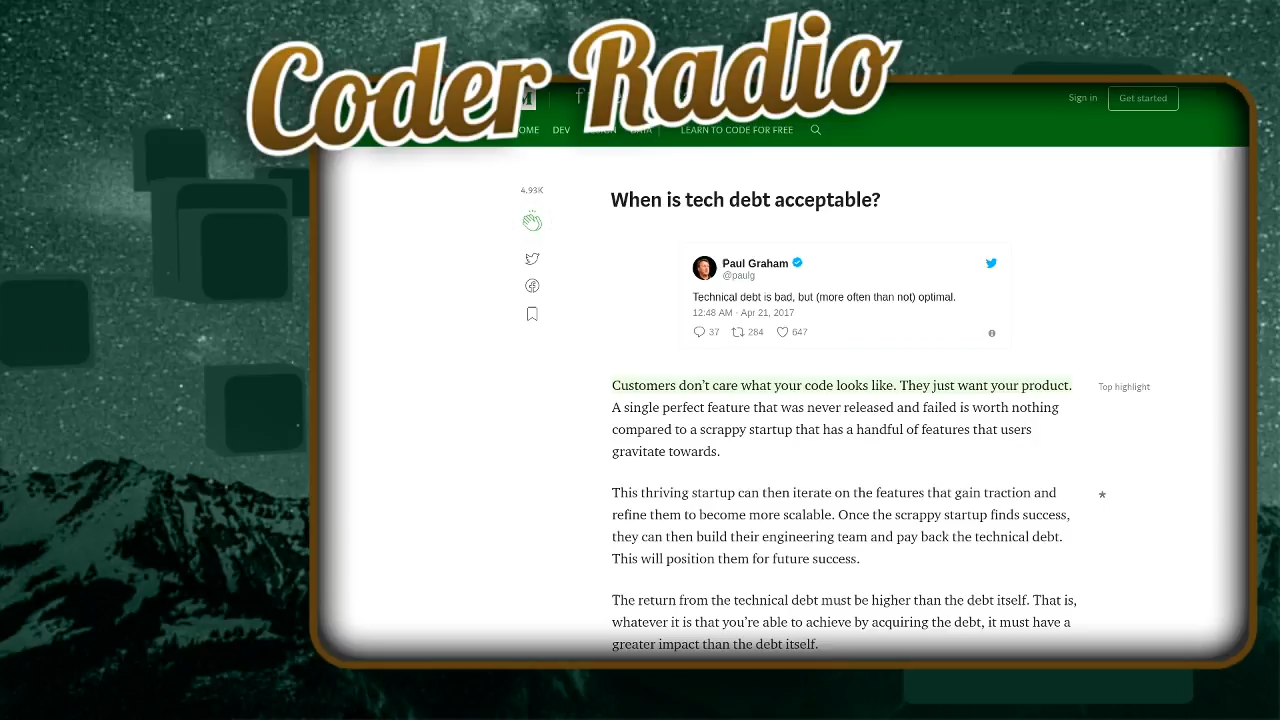 Coder Radio
Sign in
Get started
DEV
LEARN TO CODE FOR FREE
4.93K
When is tech debt acceptable?
Paul Graham
@paulg
Technical debt is bad, but (more often than not) optimal.
12:48 AM · Apr 21, 2017
37 284 647
Customers don’t care what your code looks like. They just want your product.
Top highlight
A single perfect feature that was never released and failed is worth nothing
compared to a scrappy startup that has a handful of features that users
gravitate towards.
This thriving startup can then iterate on the features that gain traction and
*
refine them to become more scalable. Once the scrappy startup finds success,
they can then build their engineering team and pay back the technical debt.
This will position them for future success.
The return from the technical debt must be higher than the debt itself. That is,
whatever it is that you’re able to achieve by acquiring the debt, it must have a
greater impact than the debt itself.